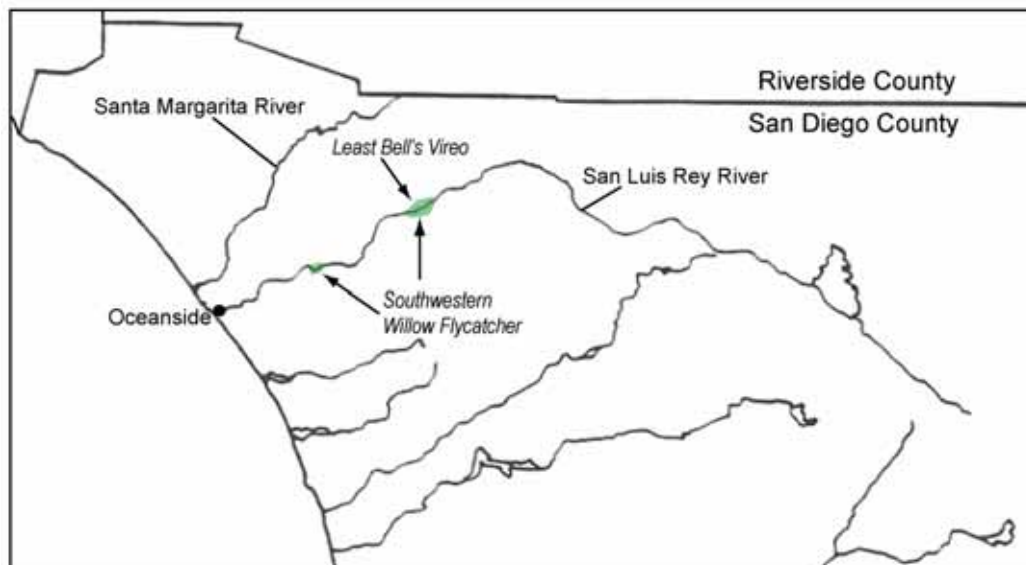 Riverside County
San Diego County
Santa Margarita River
Least Bell's Vireo
San Luis Rey River
Oceanside
Southwestern
Willow Flycatcher